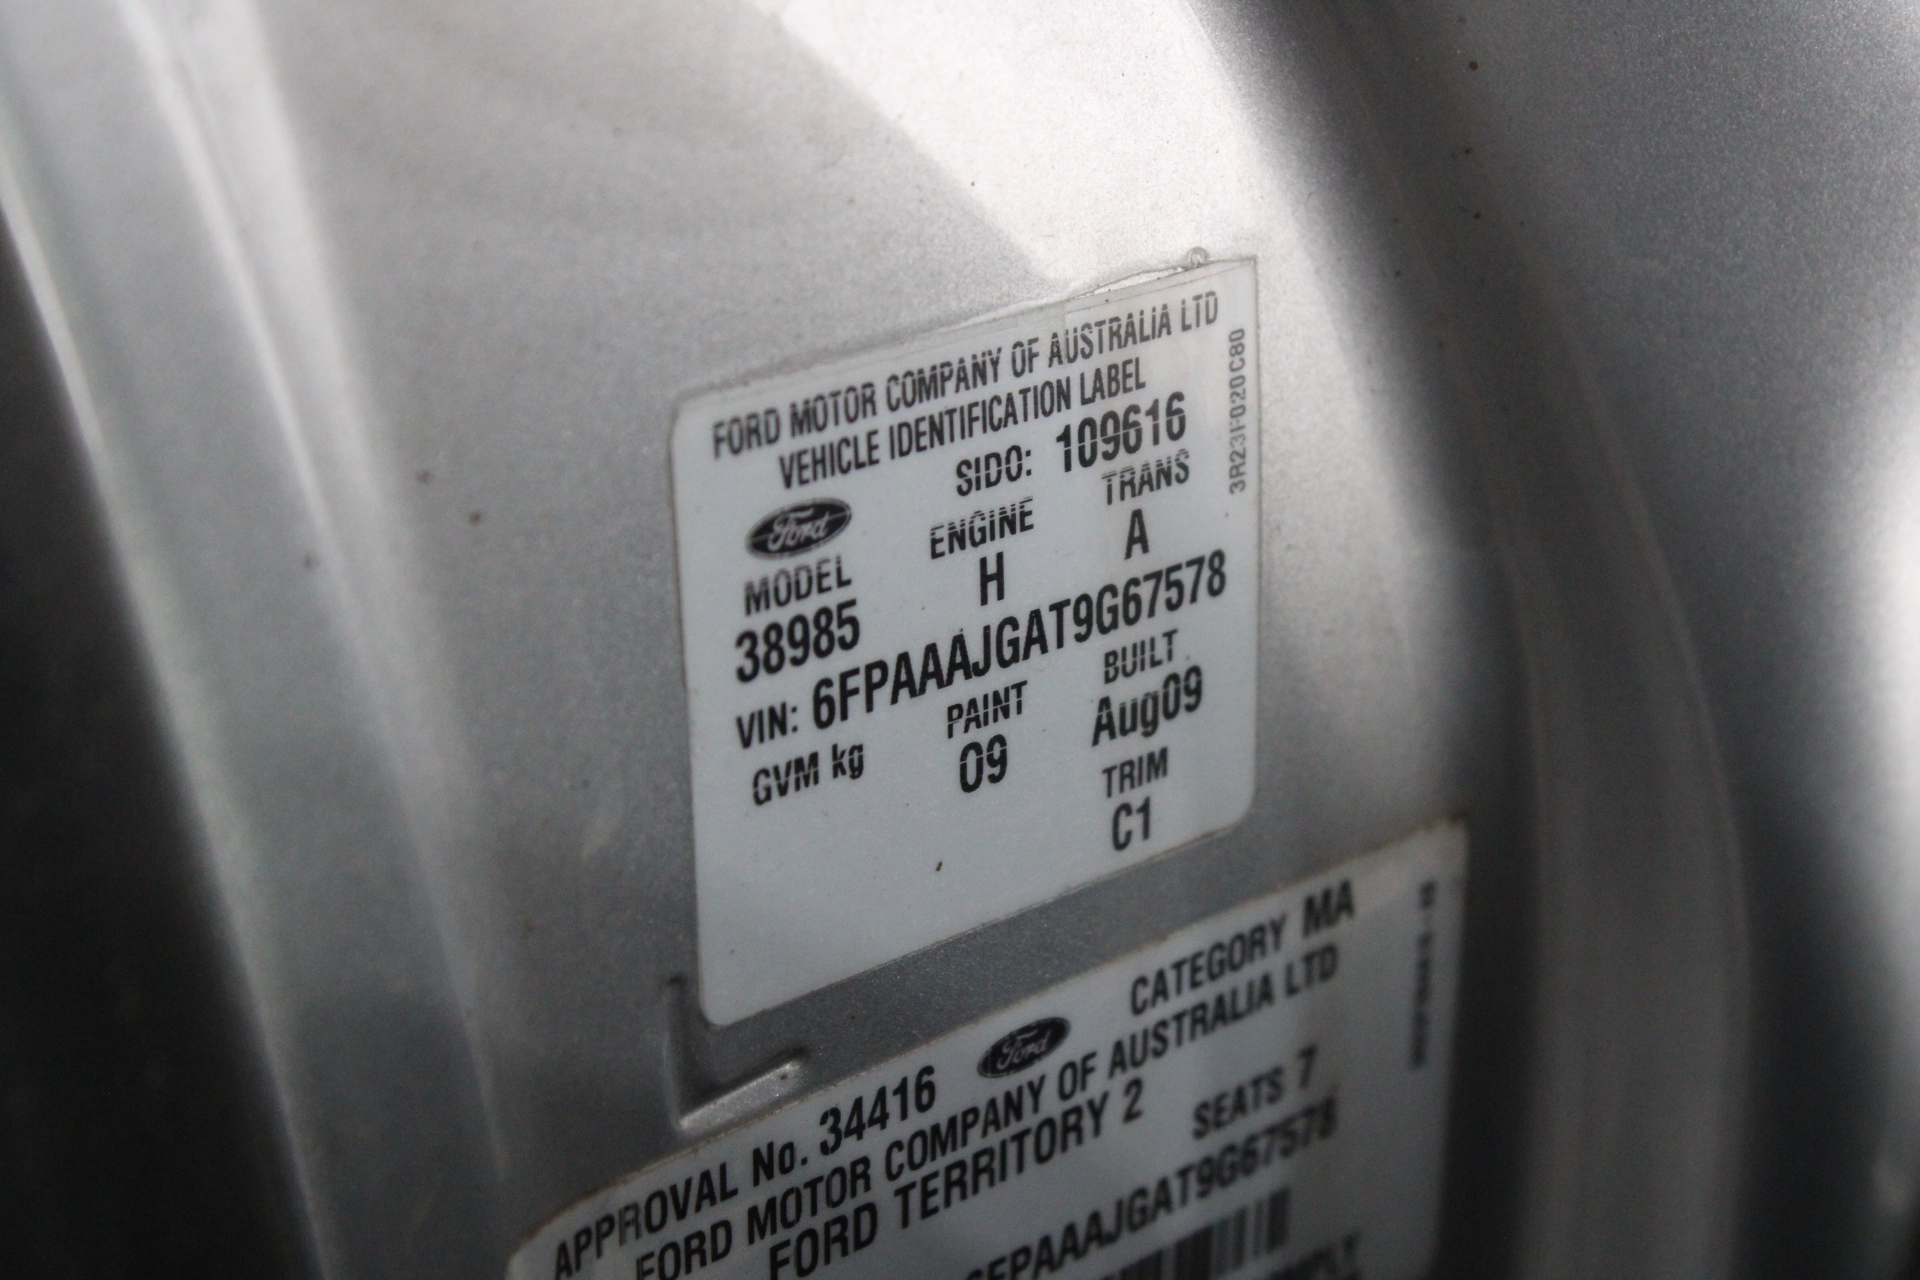 FORD MOTOR COMPANY OF AUSTRALIA LTD
VEHICLE IDENTIFICATION LABEL
Ford SIDO: 109616
MODEL ENGINE TRANS
38985 H A
VIN: 6FPAAAJGAT9G67578
GVM kg PAINT BUILT
09 Aug09
TRIM
C1
3R23F020C80
APPROVAL No. 34416 Ford CATEGORY MA
FORD MOTOR COMPANY OF AUSTRALIA LTD
FORD TERRITORY 2 SEATS 7
6FPAAAJGAT9G67578